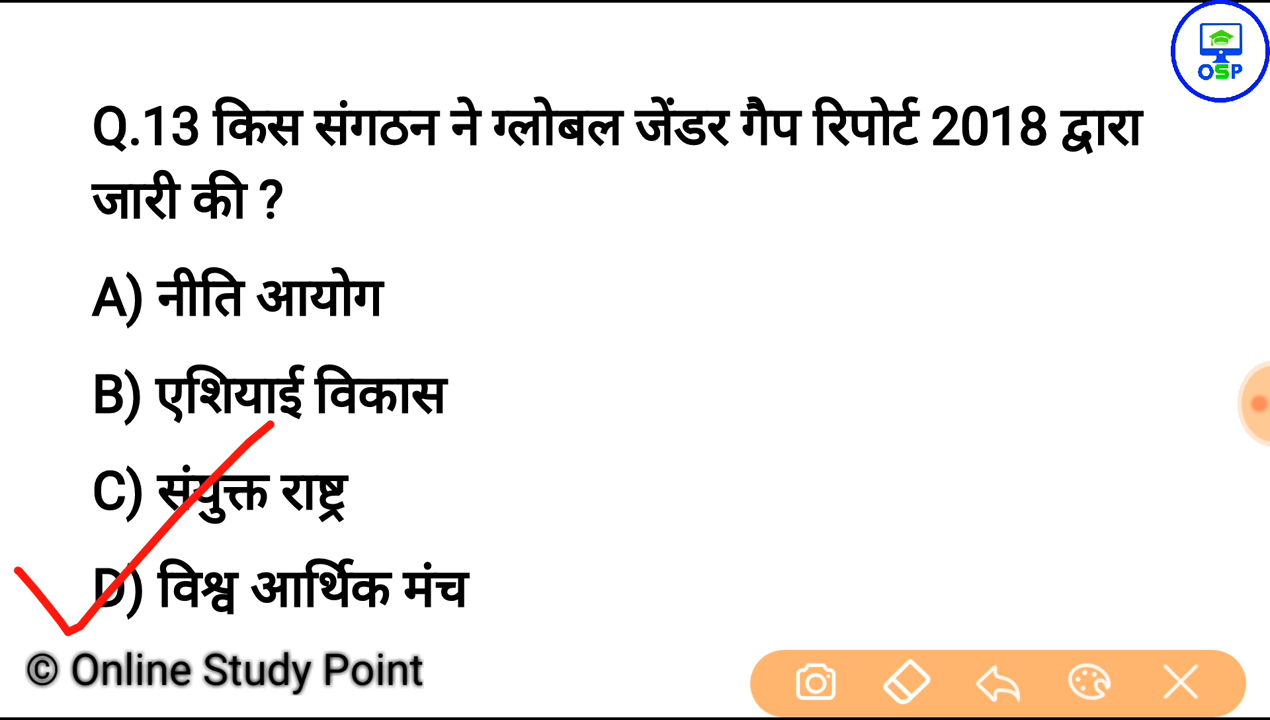 OSP
Q.13 किस संगठन ने ग्लोबल जेंडर गैप रिपोर्ट 2018 द्वारा
जारी की ?
A) नीति आयोग
B) एशियाई विकास
C) संयुक्त राष्ट्र
D) विश्व आर्थिक मंच
© Online Study Point